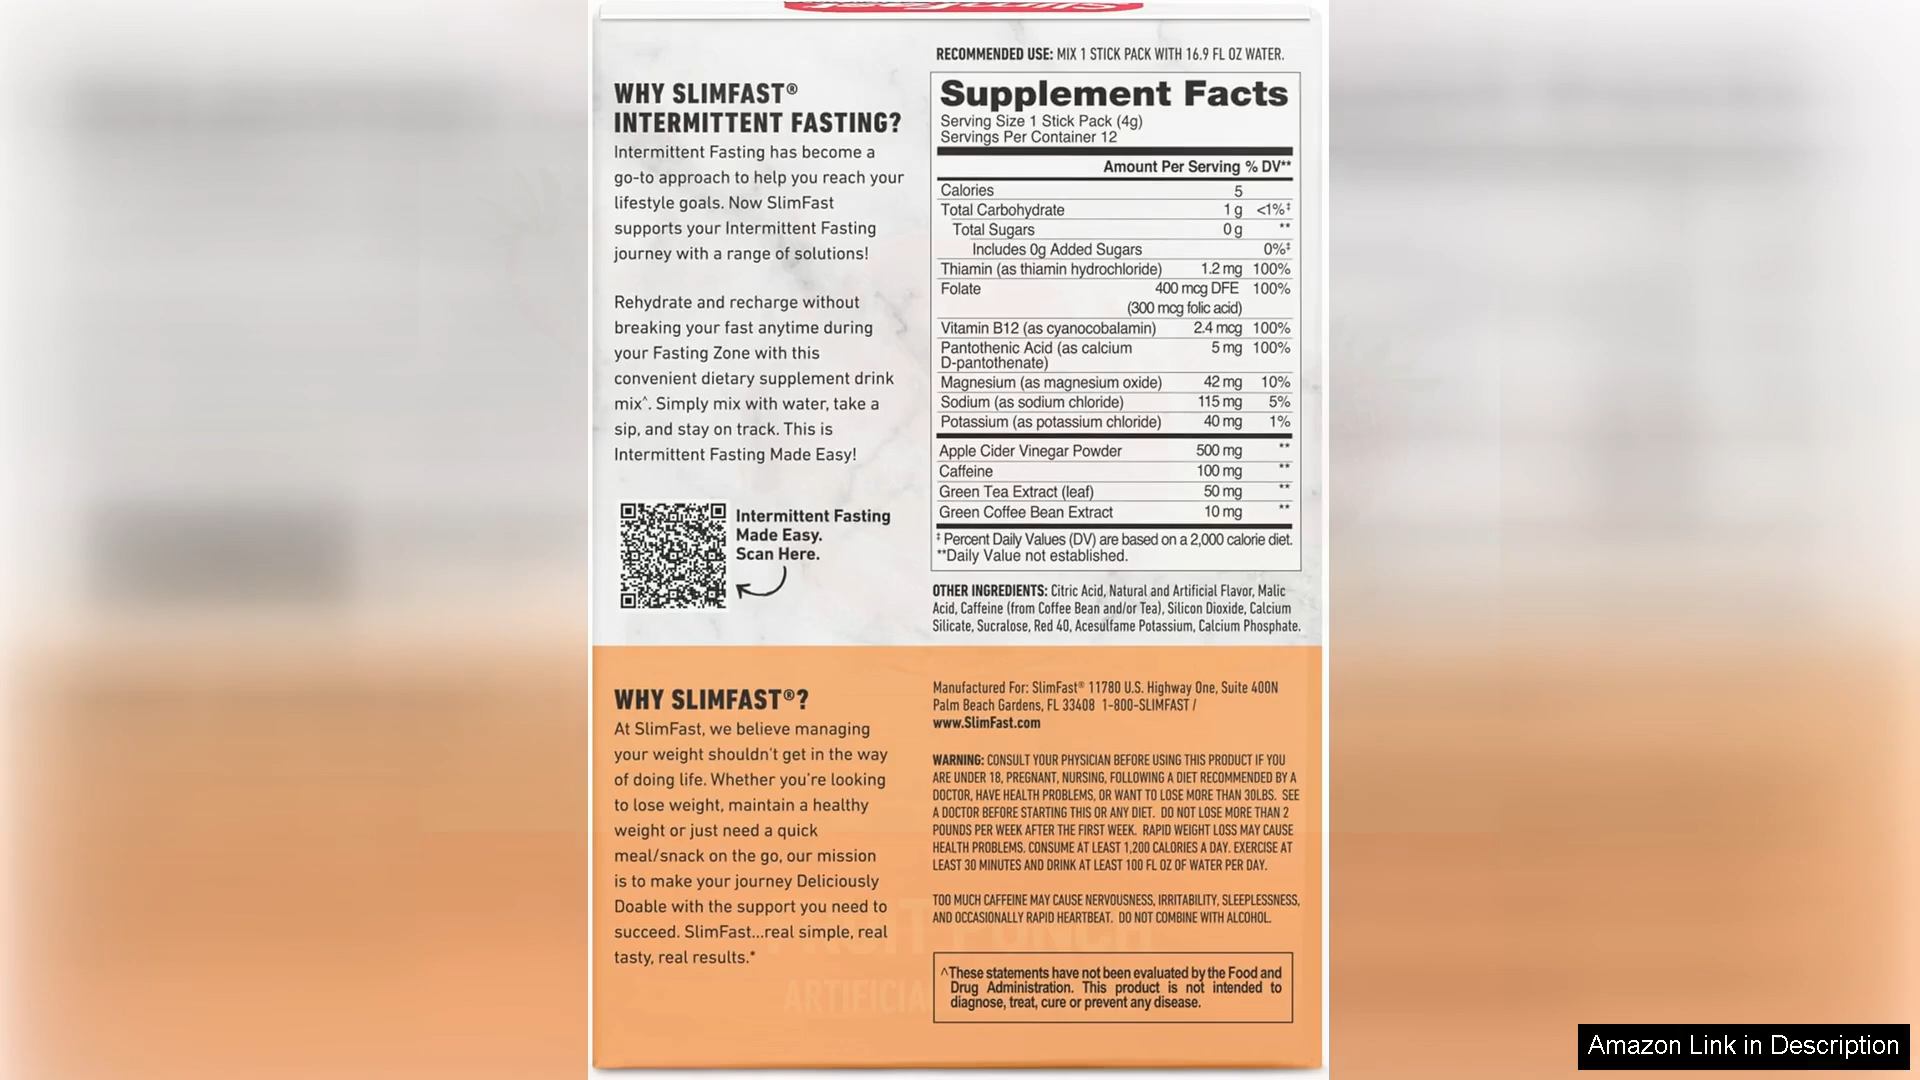 SlimFast
WHY SLIMFAST®
INTERMITTENT FASTING?
Intermittent Fasting has become a
go-to approach to help you reach your
lifestyle goals. Now SlimFast
supports your Intermittent Fasting
journey with a range of solutions!
Rehydrate and recharge without
breaking your fast anytime during
your Fasting Zone with this
convenient dietary supplement drink
mix^. Simply mix with water, take a
sip, and stay on track. This is
Intermittent Fasting Made Easy!
Intermittent Fasting
Made Easy.
Scan Here.
RECOMMENDED USE: MIX 1 STICK PACK WITH 16.9 FL OZ WATER.
Supplement Facts
Serving Size 1 Stick Pack (4g)
Servings Per Container 12
Amount Per Serving % DV**
Calories 5
Total Carbohydrate 1 g <1%‡
Total Sugars 0 g **
Includes 0g Added Sugars 0%‡
Thiamin (as thiamin hydrochloride) 1.2 mg 100%
Folate 400 mcg DFE 100%
(300 mcg folic acid)
Vitamin B12 (as cyanocobalamin) 2.4 mcg 100%
Pantothenic Acid (as calcium 5 mg 100%
D-pantothenate)
Magnesium (as magnesium oxide) 42 mg 10%
Sodium (as sodium chloride) 115 mg 5%
Potassium (as potassium chloride) 40 mg 1%
Apple Cider Vinegar Powder 500 mg **
Caffeine 100 mg **
Green Tea Extract (leaf) 50 mg **
Green Coffee Bean Extract 10 mg **
‡ Percent Daily Values (DV) are based on a 2,000 calorie diet.
**Daily Value not established.
OTHER INGREDIENTS: Citric Acid, Natural and Artificial Flavor, Malic
Acid, Caffeine (from Coffee Bean and/or Tea), Silicon Dioxide, Calcium
Silicate, Sucralose, Red 40, Acesulfame Potassium, Calcium Phosphate.
WHY SLIMFAST®?
At SlimFast, we believe managing
your weight shouldn't get in the way
of doing life. Whether you're looking
to lose weight, maintain a healthy
weight or just need a quick
meal/snack on the go, our mission
is to make your journey Deliciously
Doable with the support you need to
succeed. SlimFast...real simple, real
tasty, real results.*
Manufactured For: SlimFast® 11780 U.S. Highway One, Suite 400N
Palm Beach Gardens, FL 33408 1-800-SLIMFAST /
www.SlimFast.com
WARNING: CONSULT YOUR PHYSICIAN BEFORE USING THIS PRODUCT IF YOU
ARE UNDER 18, PREGNANT, NURSING, FOLLOWING A DIET RECOMMENDED BY A
DOCTOR, HAVE HEALTH PROBLEMS, OR WANT TO LOSE MORE THAN 30LBS. SEE
A DOCTOR BEFORE STARTING THIS OR ANY DIET. DO NOT LOSE MORE THAN 2
POUNDS PER WEEK AFTER THE FIRST WEEK. RAPID WEIGHT LOSS MAY CAUSE
HEALTH PROBLEMS. CONSUME AT LEAST 1,200 CALORIES A DAY. EXERCISE AT
LEAST 30 MINUTES AND DRINK AT LEAST 100 FL OZ OF WATER PER DAY.
TOO MUCH CAFFEINE MAY CAUSE NERVOUSNESS, IRRITABILITY, SLEEPLESSNESS,
AND OCCASIONALLY RAPID HEARTBEAT. DO NOT COMBINE WITH ALCOHOL.
^These statements have not been evaluated by the Food and
Drug Administration. This product is not intended to
diagnose, treat, cure or prevent any disease.
FRUIT PUNCH
Amazon Link in Description